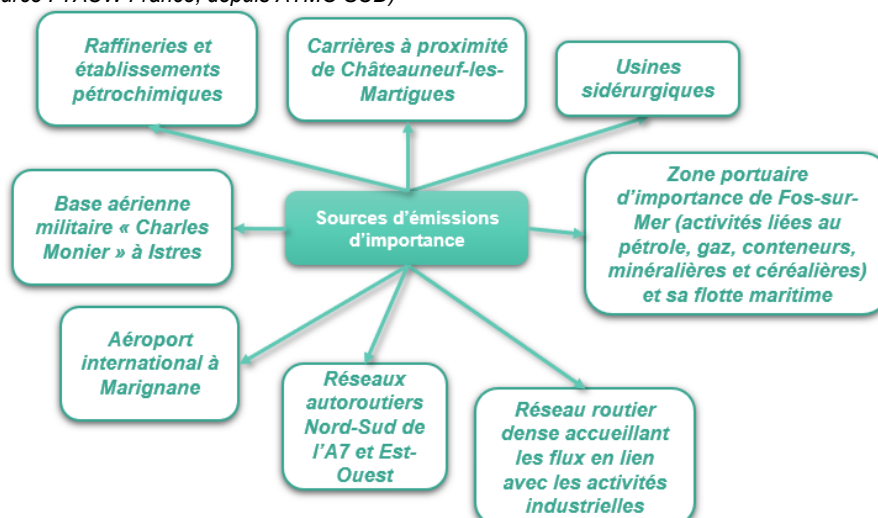 Raffineries et
établissements
pétrochimiques
Carrières à proximité
de Châteauneuf-les-
Martigues
Usines
sidérurgiques
Base aérienne
militaire « Charles
Monier » à Istres
Sources d'émissions
d'importance
Zone portuaire
d'importance de Fos-sur-
Mer (activités liées au
pétrole, gaz, conteneurs,
minéralières et céréalières)
et sa flotte maritime
Aéroport
international à
Marignane
Réseaux
autoroutiers
Nord-Sud de
l'A7 et Est-
Ouest
Réseau routier
dense accueillant
les flux en lien
avec les activités
industrielles